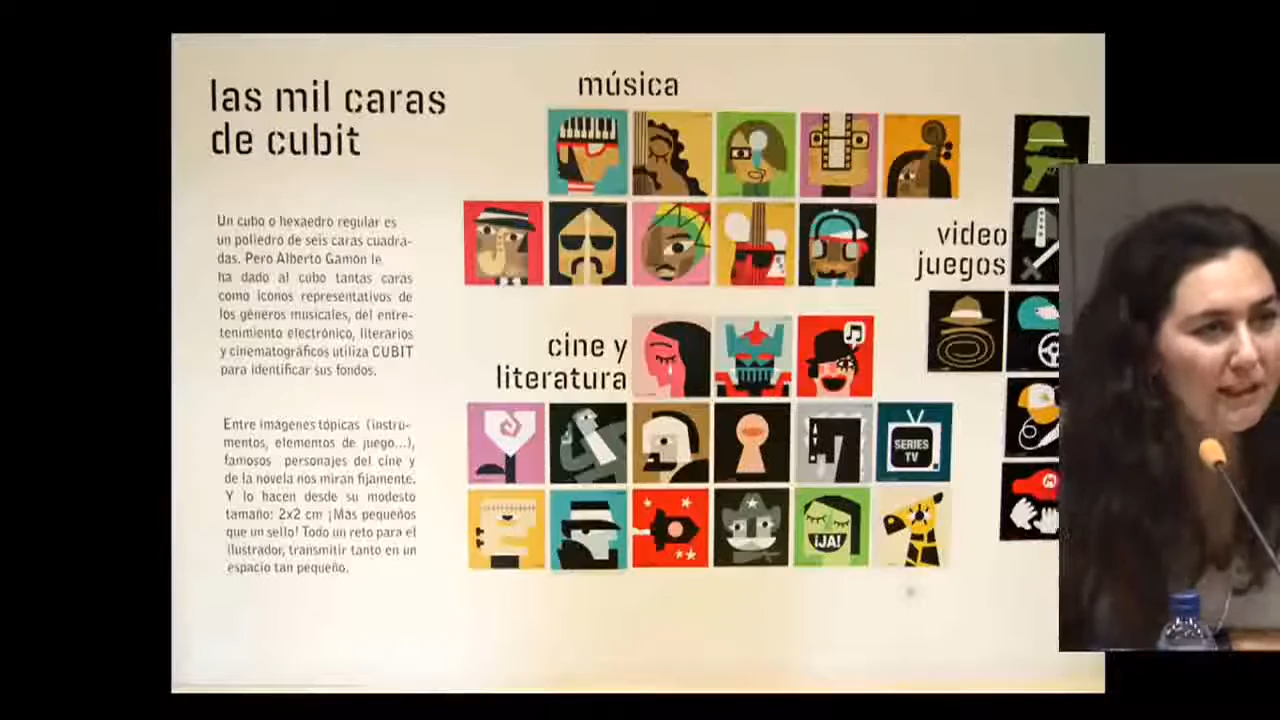 las mil caras
de cubit
Un cubo o hexaedro regular es
un poliedro de seis caras cuadra-
das. Pero Alberto Gamon le
ha dado al cubo tantas caras
como iconos representativos de
los géneros musicales, del entre-
tenimiento electrónico, literarios
y cinematográficos utiliza CUBIT
para identificar sus fondos.
Entre imágenes tópicas (instru-
mentos, elementos de juego...),
famosos personajes del cine y
de la novela nos miran fijamente.
Y lo hacen desde su modesto
tamaño: 2x2 cm ¡Mas pequeños
que un sello! Todo un reto para el
ilustrador, transmitir tanto en un
espacio tan pequeño.
música
video
juegos
cine y
literatura
SERIES
TV
¡JA!
M